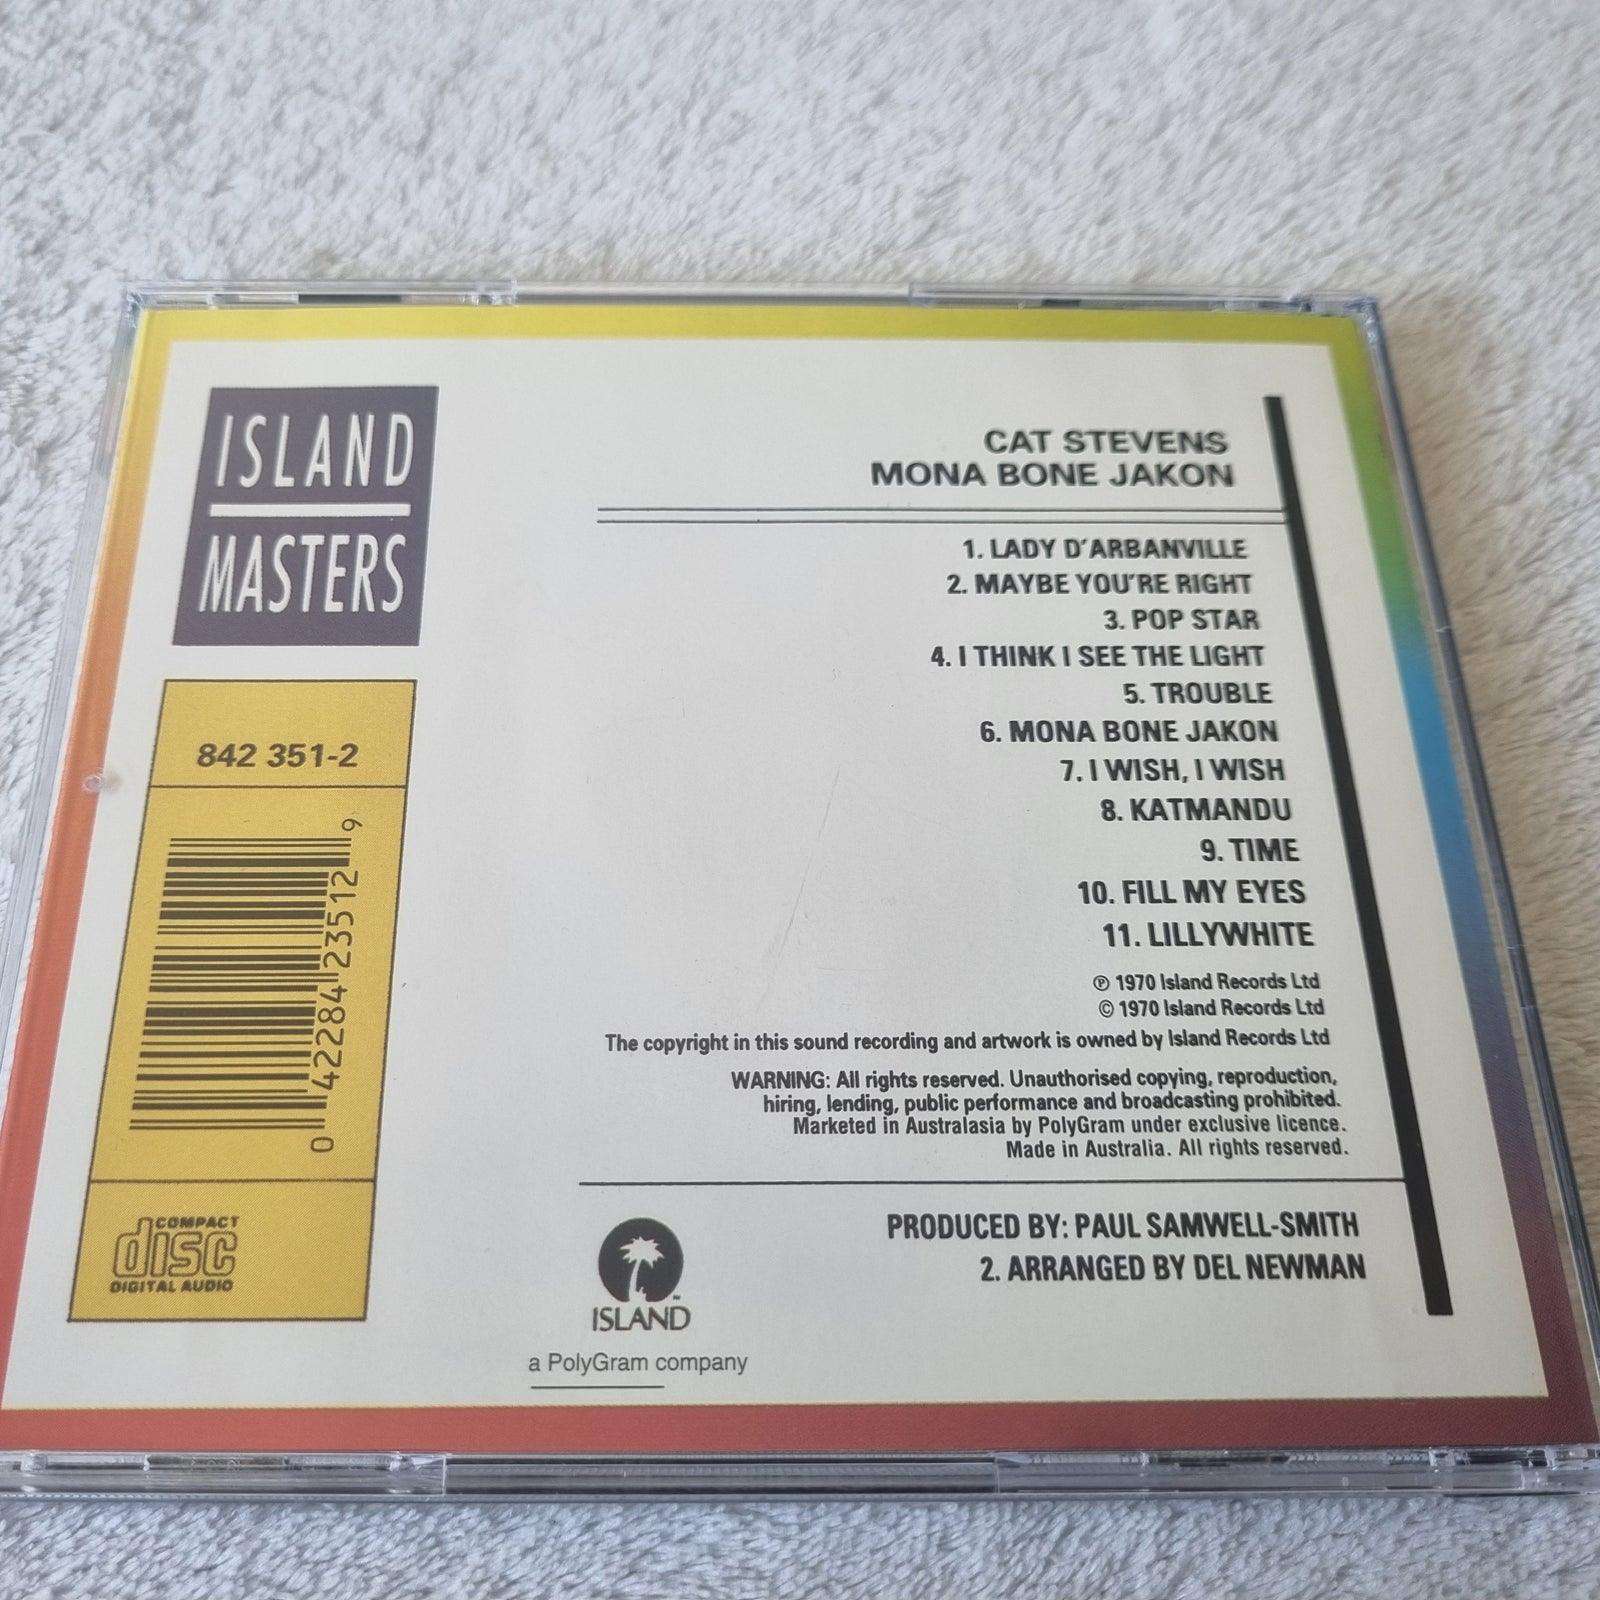 ISLAND
MASTERS
842 351-2
0 42284 23512 9
COMPACT
disc
DIGITAL AUDIO
CAT STEVENS
MONA BONE JAKON
1. LADY D'ARBANVILLE
2. MAYBE YOU'RE RIGHT
3. POP STAR
4. I THINK I SEE THE LIGHT
5. TROUBLE
6. MONA BONE JAKON
7. I WISH, I WISH
8. KATMANDU
9. TIME
10. FILL MY EYES
11. LILLYWHITE
℗ 1970 Island Records Ltd
© 1970 Island Records Ltd
The copyright in this sound recording and artwork is owned by Island Records Ltd
WARNING: All rights reserved. Unauthorised copying, reproduction,
hiring, lending, public performance and broadcasting prohibited.
Marketed in Australasia by PolyGram under exclusive licence.
Made in Australia. All rights reserved.
PRODUCED BY: PAUL SAMWELL-SMITH
2. ARRANGED BY DEL NEWMAN
ISLAND
a PolyGram company